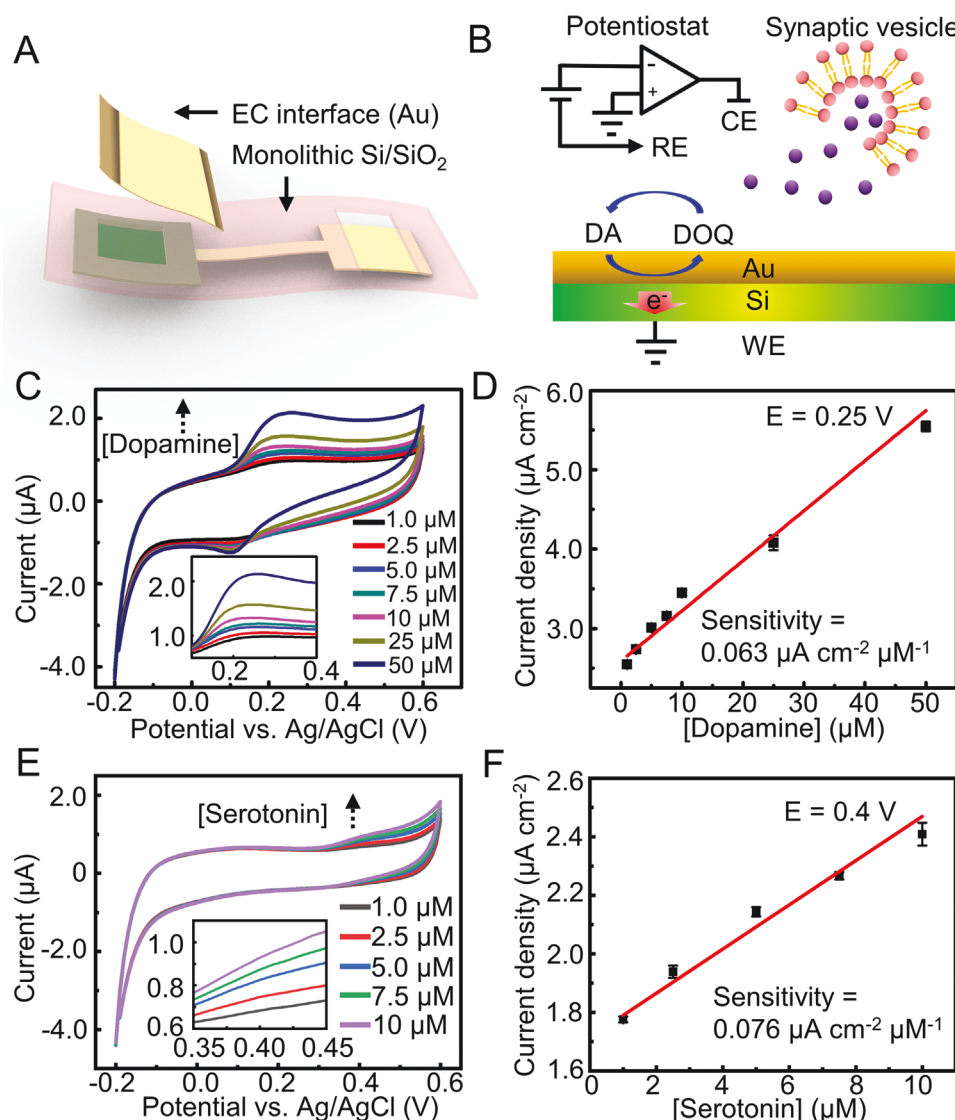 A
EC interface (Au)
Monolithic Si/SiO₂
B
Potentiostat
Synaptic vesicle
-
+
CE
RE
DA
DOQ
Au
e⁻
Si
WE
C
[Dopamine]
Current (μA)
2.0
0.0
-2.0
-4.0
1.0 μM
2.5 μM
5.0 μM
7.5 μM
10 μM
25 μM
50 μM
2.0
1.0
0.2
0.4
-0.2
0.0
0.2
0.4
0.6
Potential vs. Ag/AgCl (V)
D
Current density (μA cm⁻²)
6.0
5.0
4.0
3.0
E = 0.25 V
Sensitivity =
0.063 μA cm⁻² μM⁻¹
0
10
20
30
40
50
[Dopamine] (μM)
E
[Serotonin]
Current (μA)
2.0
0
-2.0
-4.0
1.0 μM
2.5 μM
5.0 μM
7.5 μM
10 μM
1.0
0.8
0.6
0.35
0.40
0.45
-0.2
0.0
0.2
0.4
0.6
Potential vs. Ag/AgCl (V)
F
Current density (μA cm⁻²)
2.6
2.4
2.2
2.0
1.8
1.6
E = 0.4 V
Sensitivity =
0.076 μA cm⁻² μM⁻¹
0
2
4
6
8
10
[Serotonin] (μM)